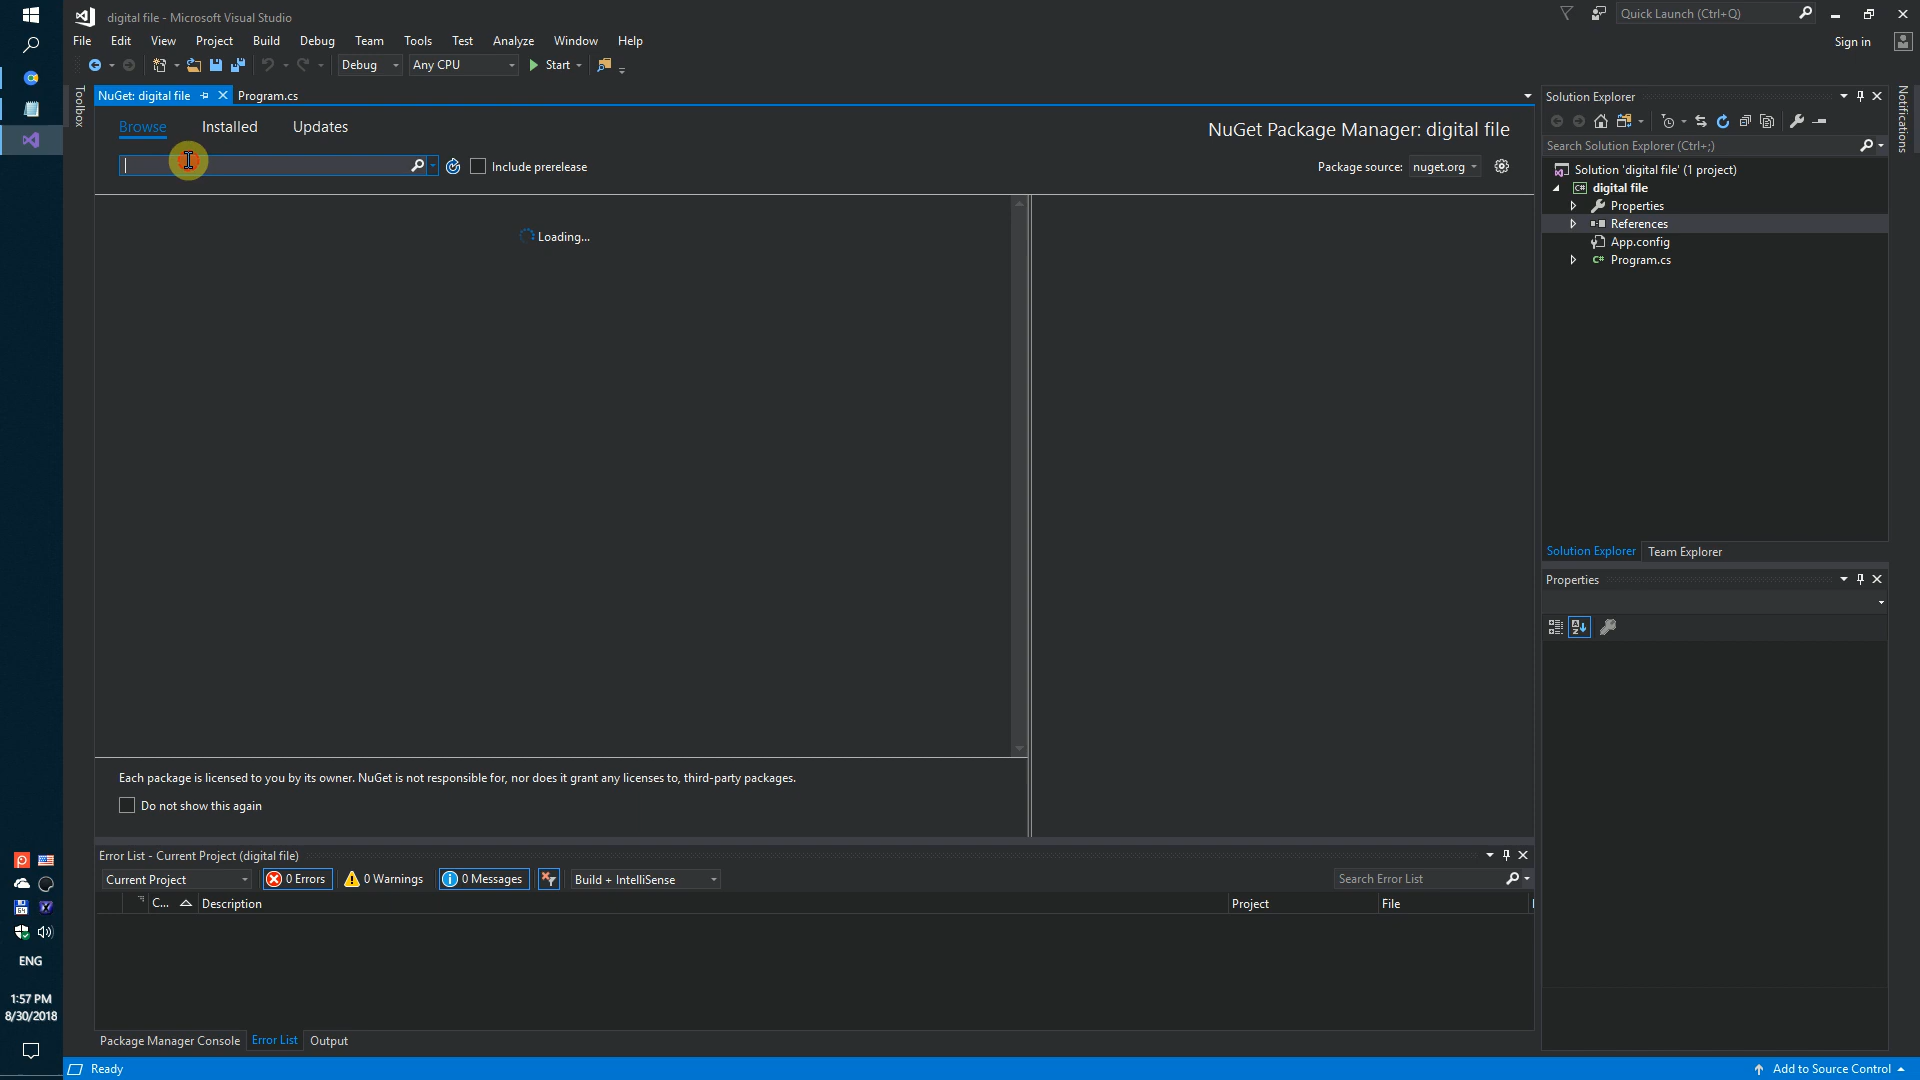 digital file - Microsoft Visual Studio
Quick Launch (Ctrl+Q)
File Edit View Project Build Debug Team Tools Test Analyze Window Help
Sign in
Debug Any CPU Start
Toolbox
NuGet: digital file Program.cs
Browse Installed Updates
NuGet Package Manager: digital file
Include prerelease
Package source: nuget.org
Loading...
Each package is licensed to you by its owner. NuGet is not responsible for, nor does it grant any licenses to, third-party packages.
Do not show this again
Solution Explorer
Search Solution Explorer (Ctrl+;)
Solution 'digital file' (1 project)
C# digital file
Properties
References
App.config
C# Program.cs
Solution Explorer Team Explorer
Properties
Notifications
Error List - Current Project (digital file)
Current Project 0 Errors 0 Warnings 0 Messages Build + IntelliSense Search Error List
C... Description Project File
Package Manager Console Error List Output
64
ENG
1:57 PM
8/30/2018
Ready
Add to Source Control